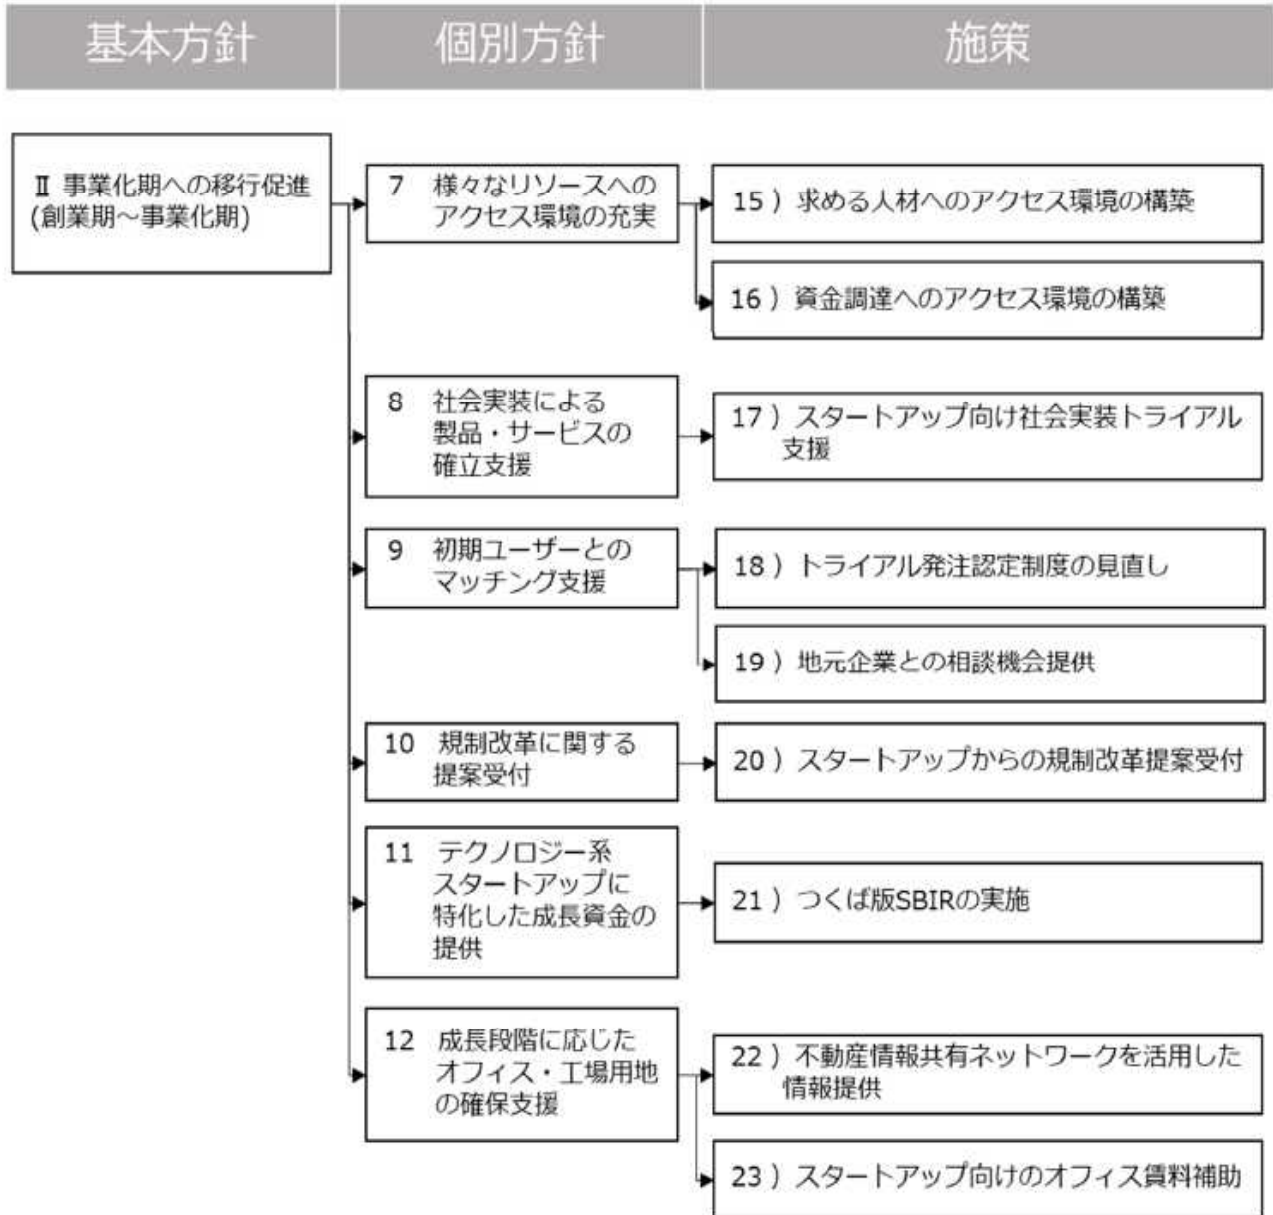 基本方針 個別方針 施策
Ⅱ 事業化期への移行促進
(創業期～事業化期)
7 様々なリソースへの
アクセス環境の充実
15）求める人材へのアクセス環境の構築
16）資金調達へのアクセス環境の構築
8 社会実装による
製品・サービスの
確立支援
17）スタートアップ向け社会実装トライアル
支援
9 初期ユーザーとの
マッチング支援
18）トライアル発注認定制度の見直し
19）地元企業との相談機会提供
10 規制改革に関する
提案受付
20）スタートアップからの規制改革提案受付
11 テクノロジー系
スタートアップに
特化した成長資金の
提供
21）つくば版SBIRの実施
12 成長段階に応じた
オフィス・工場用地
の確保支援
22）不動産情報共有ネットワークを活用した
情報提供
23）スタートアップ向けのオフィス賃料補助